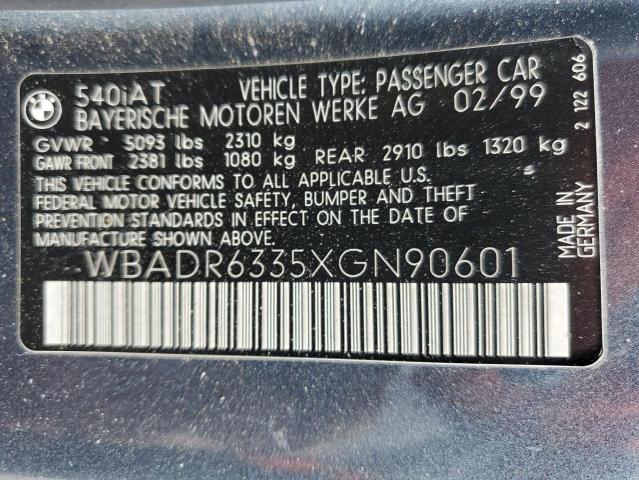 BMW
540iAT VEHICLE TYPE: PASSENGER CAR
BAYERISCHE MOTOREN WERKE AG 02/99
GVWR 5093 lbs 2310 kg
GAWR FRONT 2381 lbs 1080 kg REAR 2910 lbs 1320 kg
THIS VEHICLE CONFORMS TO ALL APPLICABLE U.S.
FEDERAL MOTOR VEHICLE SAFETY, BUMPER AND THEFT
PREVENTION STANDARDS IN EFFECT ON THE DATE OF
MANUFACTURE SHOWN ABOVE.
WBADR6335XGN90601
2 122 606
MADE IN
GERMANY